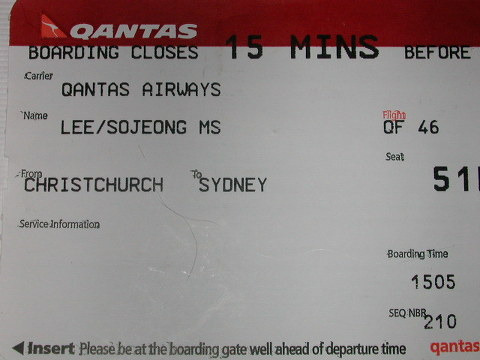 QANTAS
BOARDING CLOSES 15 MINS BEFORE
Carrier
QANTAS AIRWAYS
Name
LEE/SOJEONG MS
Flight
QF 46
Seat
From
CHRISTCHURCH
To
SYDNEY
Service Information
Boarding Time
1505
SEQ NBR
210
Insert Please be at the boarding gate well ahead of departure time
qantas